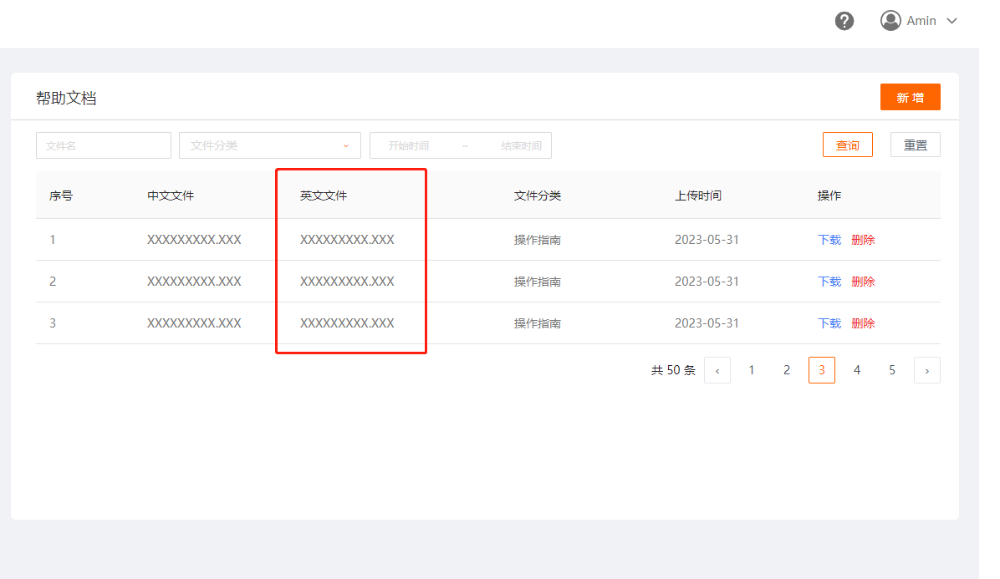 Amin
帮助文档 新 增
文件名 文件分类 开始时间 ~ 结束时间 查询 重置
序号 中文文件 英文文件 文件分类 上传时间 操作
1 XXXXXXXXX.XXX XXXXXXXXX.XXX 操作指南 2023-05-31 下载 删除
2 XXXXXXXXX.XXX XXXXXXXXX.XXX 操作指南 2023-05-31 下载 删除
3 XXXXXXXXX.XXX XXXXXXXXX.XXX 操作指南 2023-05-31 下载 删除
共 50 条 ‹ 1 2 3 4 5 ›